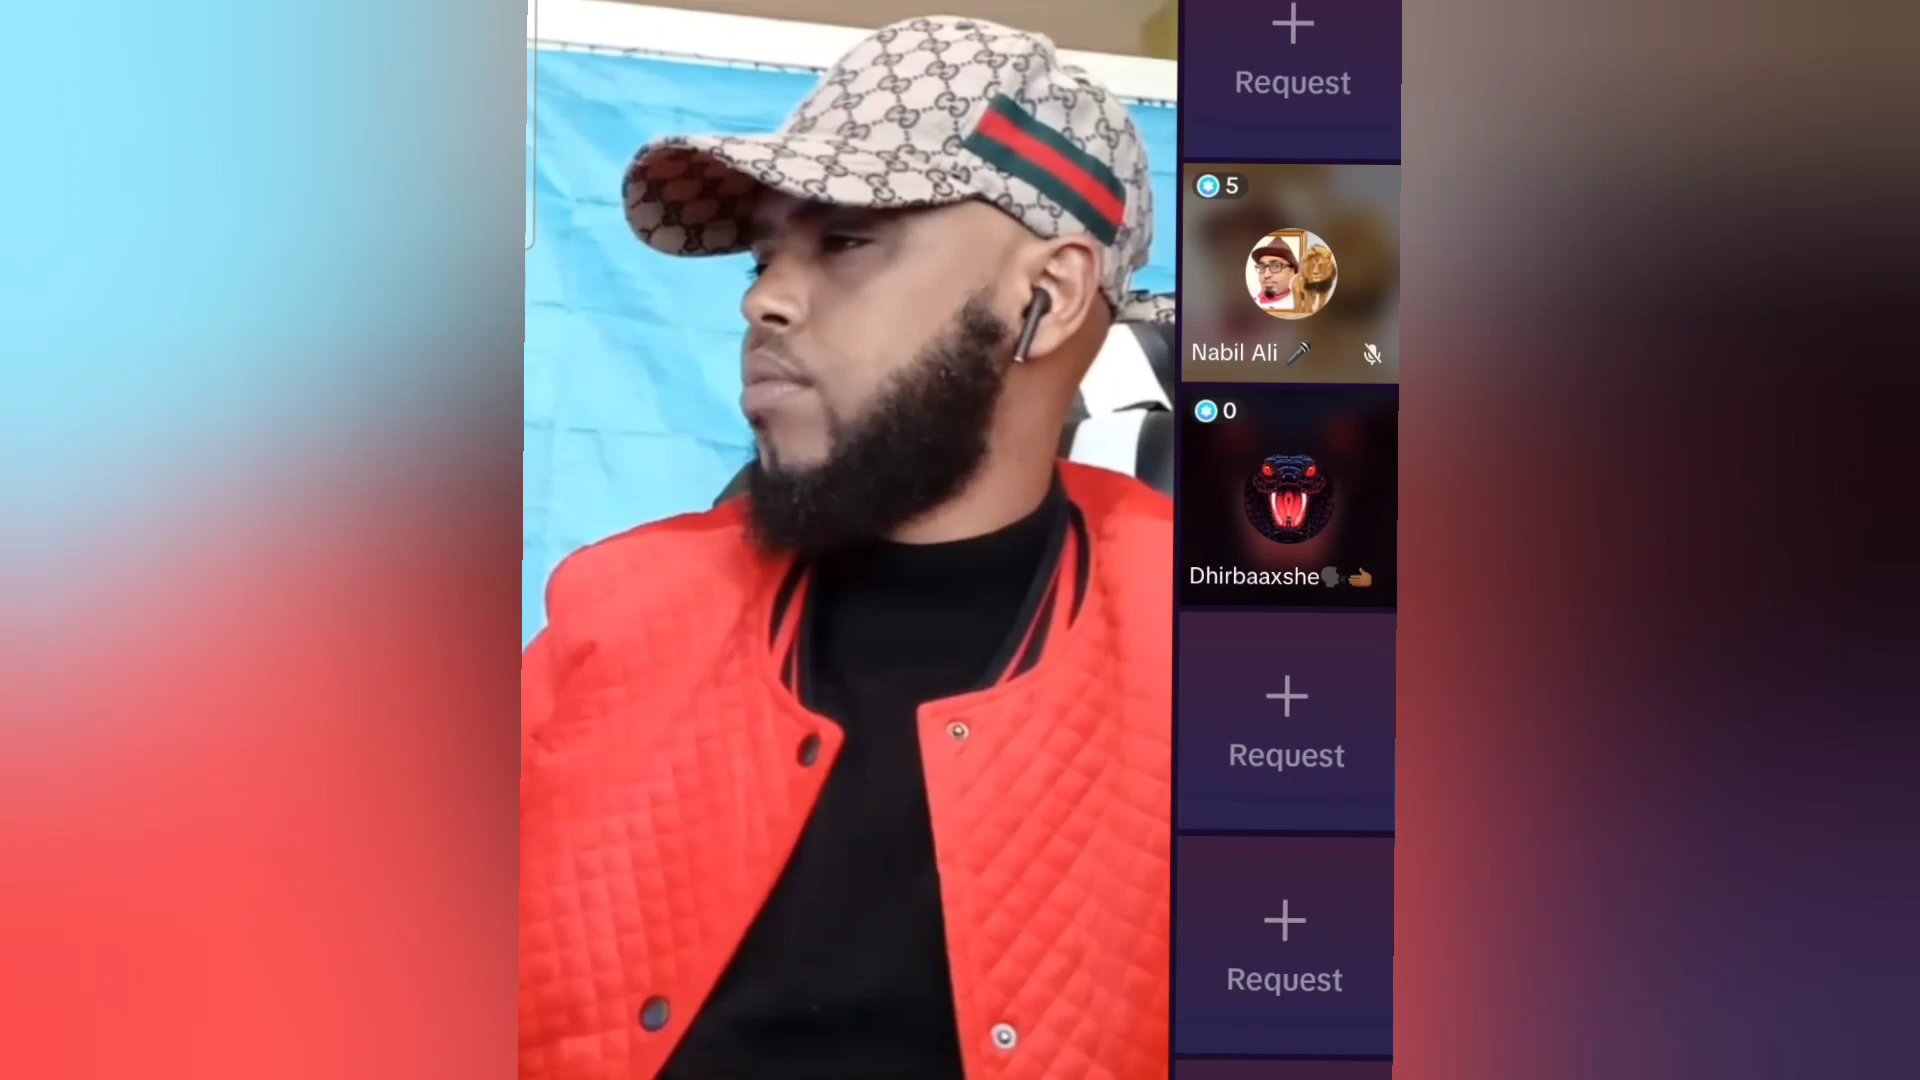 Request
5
Nabil Ali 🎤
0
Dhirbaaxshe🗣🫲🏾
Request
Request